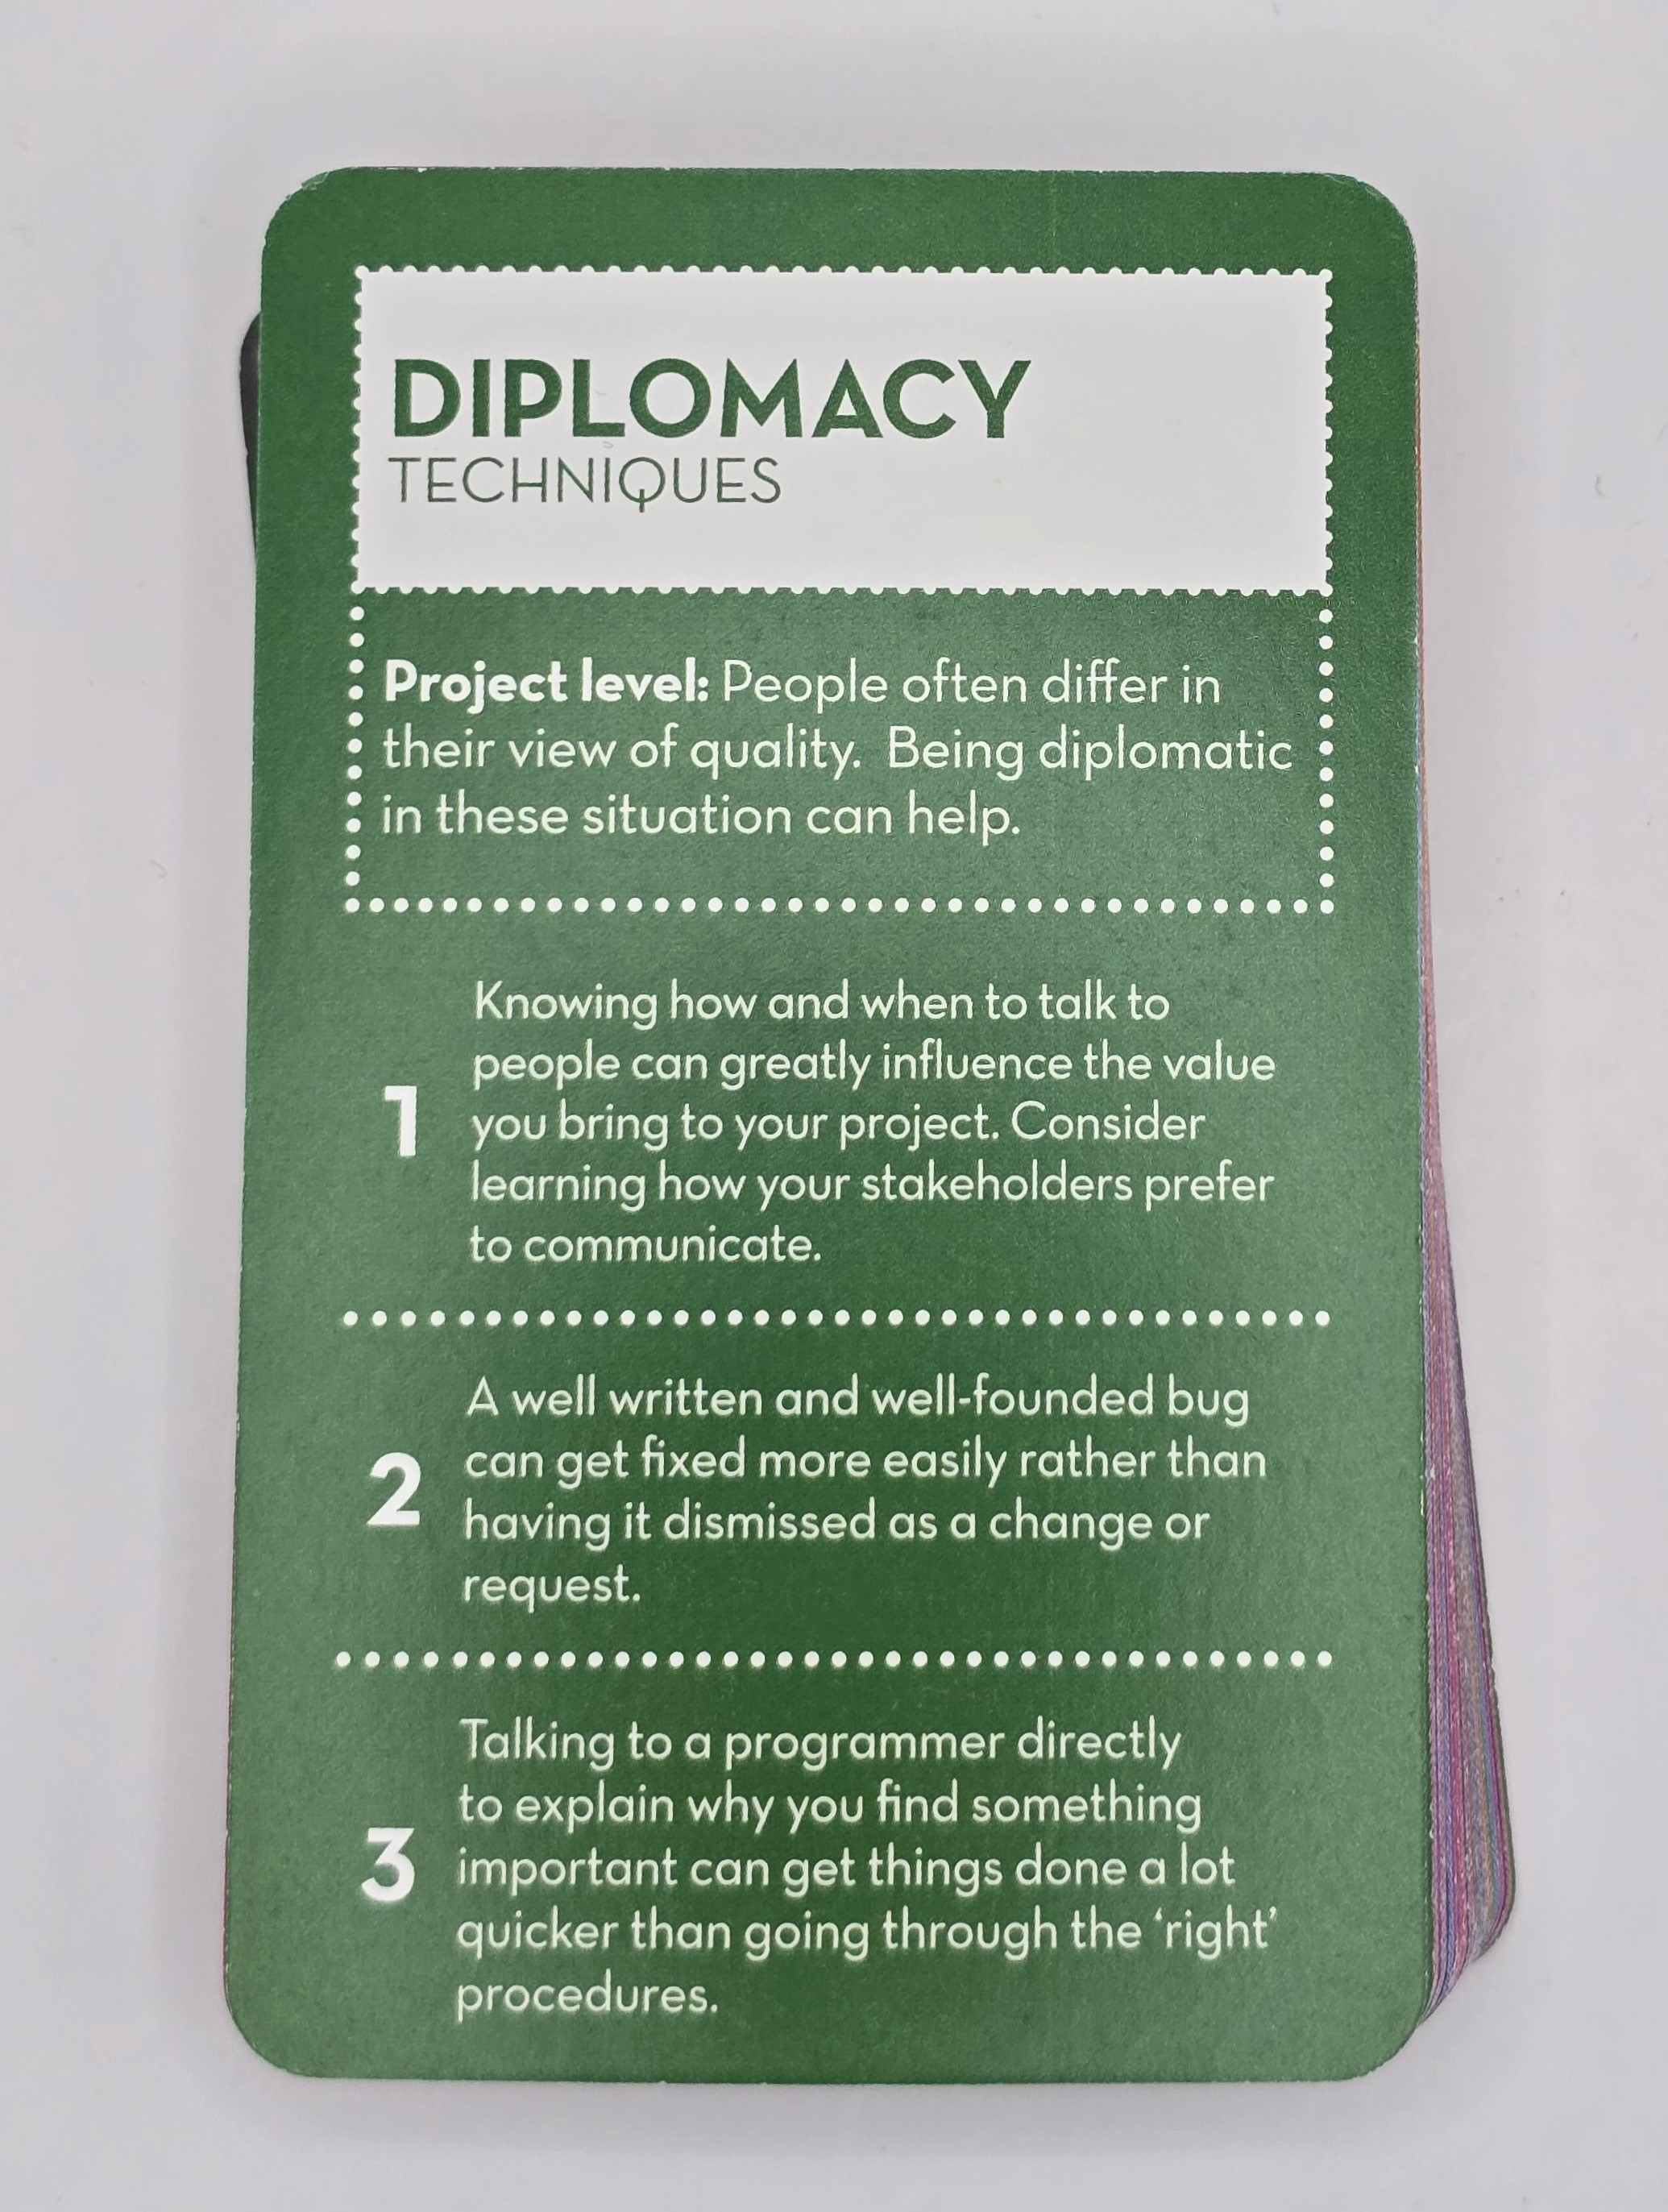 DIPLOMACY
TECHNIQUES
Project level: People often differ in
their view of quality.  Being diplomatic
in these situation can help.
1
Knowing how and when to talk to
people can greatly influence the value
you bring to your project. Consider
learning how your stakeholders prefer
to communicate.
2
A well written and well-founded bug
can get fixed more easily rather than
having it dismissed as a change or
request.
3
Talking to a programmer directly
to explain why you find something
important can get things done a lot
quicker than going through the ‘right’
procedures.